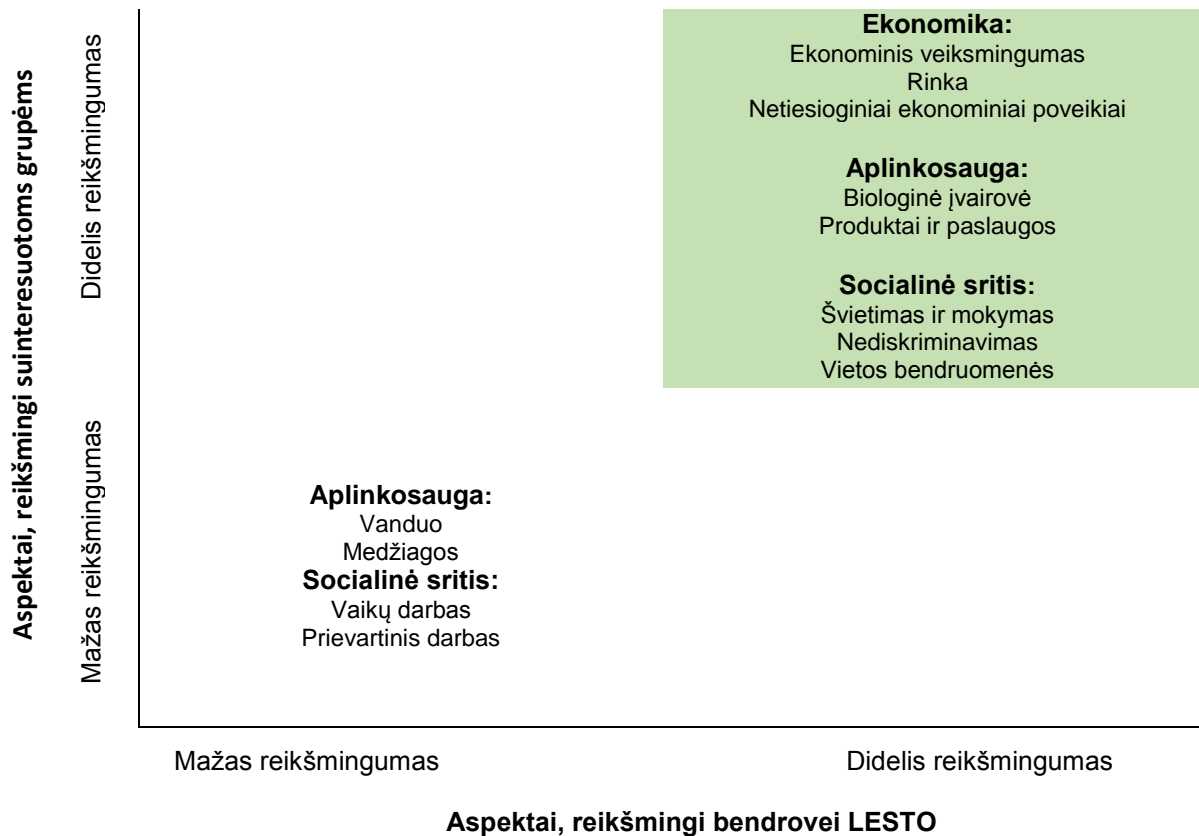 Aspektai, reikšmingi suinteresuotoms grupėms
Didelis reikšmingumas
Mažas reikšmingumas
Ekonomika:
Ekonominis veiksmingumas
Rinka
Netiesioginiai ekonominiai poveikiai
Aplinkosauga:
Biologinė įvairovė
Produktai ir paslaugos
Socialinė sritis:
Švietimas ir mokymas
Nediskriminavimas
Vietos bendruomenės
Aplinkosauga:
Vanduo
Medžiagos
Socialinė sritis:
Vaikų darbas
Prievartinis darbas
Mažas reikšmingumas
Didelis reikšmingumas
Aspektai, reikšmingi bendrovei LESTO